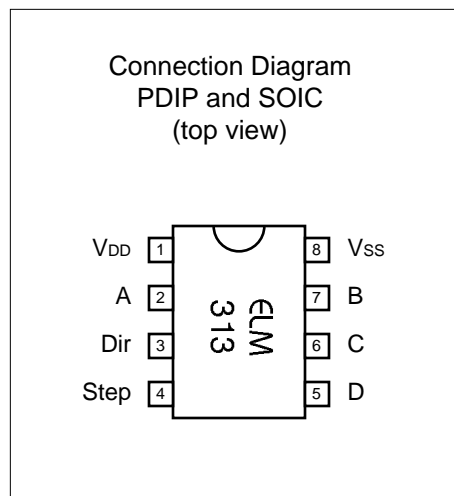 Connection Diagram
PDIP and SOIC
(top view)
VDD 1 8 VSS
A 2 7 B
Dir 3 6 C
Step 4 5 D
ELM
313